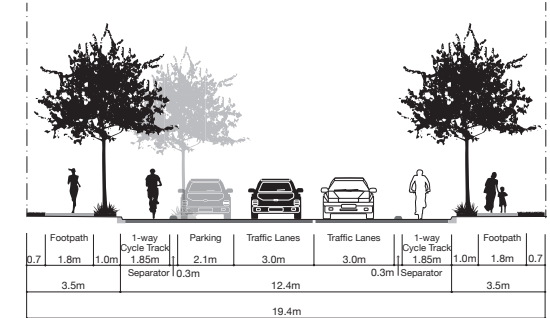 Footpath 1-way Parking Traffic Lanes Traffic Lanes 1-way Footpath
Cycle Track Cycle Track
0.7 1.8m 1.0m 1.85m 2.1m 3.0m 3.0m 1.85m 1.0m 1.8m 0.7
Separator 0.3m 0.3m Separator
3.5m 12.4m 3.5m
19.4m